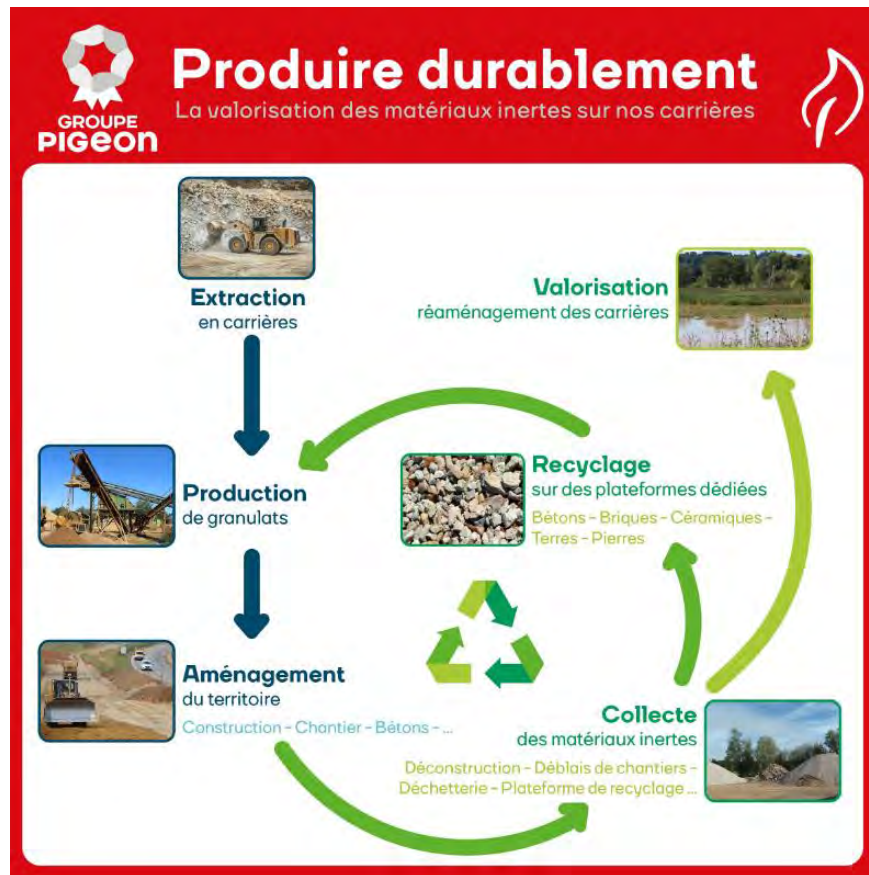 Produire durablement
La valorisation des matériaux inertes sur nos carrières
GROUPE
PIGEON
Extraction
en carrières
Valorisation
réaménagement des carrières
Production
de granulats
Recyclage
sur des plateformes dédiées
Bétons - Briques - Céramiques -
Terres - Pierres
Aménagement
du territoire
Construction - Chantier - Bétons - ...
Collecte
des matériaux inertes
Déconstruction - Déblais de chantiers -
Déchetterie - Plateforme de recyclage ...